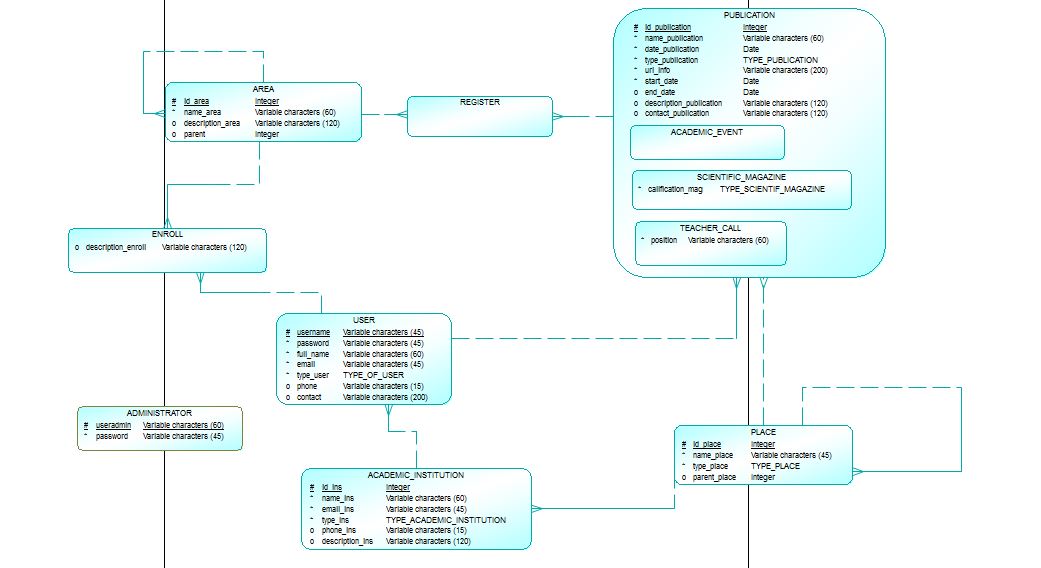 PUBLICATION
# Id_publication Integer
* name_publication Variable characters (60)
* date_publication Date
* type_publication TYPE_PUBLICATION
* url_info Variable characters (200)
* start_date Date
o end_date Date
o description_publication Variable characters (120)
o contact_publication Variable characters (120)
ACADEMIC_EVENT
SCIENTIFIC_MAGAZINE
* calification_mag TYPE_SCIENTIF_MAGAZINE
TEACHER_CALL
* position Variable characters (60)
AREA
# Id_area Integer
* name_area Variable characters (60)
o description_area Variable characters (120)
o parent Integer
REGISTER
ENROLL
o description_enroll Variable characters (120)
USER
# username Variable characters (45)
* password Variable characters (45)
* full_name Variable characters (60)
* email Variable characters (45)
* type_user TYPE_OF_USER
o phone Variable characters (15)
o contact Variable characters (200)
ADMINISTRATOR
# useradmin Variable characters (60)
* password Variable characters (45)
PLACE
# Id_place Integer
* name_place Variable characters (45)
* type_place TYPE_PLACE
o parent_place Integer
ACADEMIC_INSTITUTION
# Id_Ins Integer
* name_Ins Variable characters (60)
* email_Ins Variable characters (45)
* type_Ins TYPE_ACADEMIC_INSTITUTION
o phone_Ins Variable characters (15)
o description_Ins Variable characters (120)